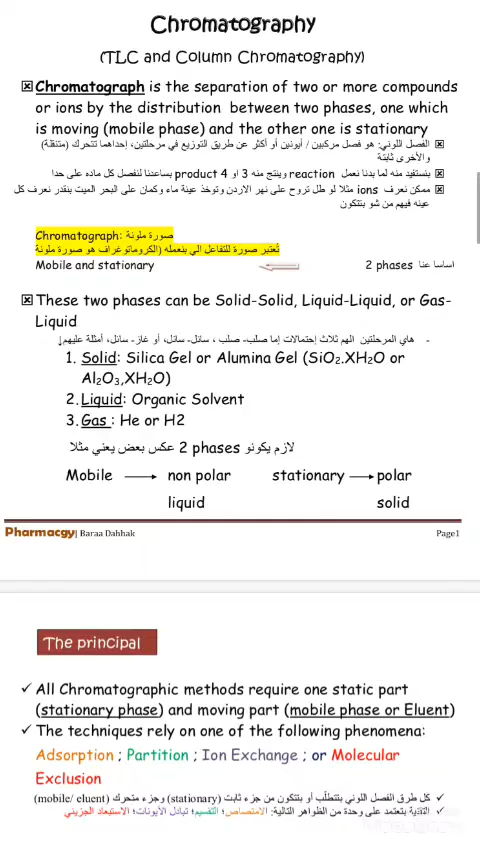 Chromatography
(TLC and Column Chromatography)
Chromatograph is the separation of two or more compounds
or ions by the distribution between two phases, one which
is moving (mobile phase) and the other one is stationary
الفصل اللوني: هو فصل مركبين / أيونين أو أكثر عن طريق التوزيع في مرحلتين، إحداهما تتحرك (متنقلة)
والأخرى ثابتة
بنستفيد منه لما بدنا نعمل reaction وينتج منه 3 او 4 product بساعدنا لنفصل كل ماده على حدا
ممكن نعرف ions مثلا لو طل تروح على نهر الاردن وتوخذ عينة ماء وكمان على البحر الميت بنقدر نعرف كل
عينه فيهم من شو بتتكون
Chromatograph: صورة ملونة
تُعتبر صورة للتفاعل الي بنعمله (الكروماتوغراف هو صورة ملونة
Mobile and stationary اساسا عنا 2 phases
These two phases can be Solid-Solid, Liquid-Liquid, or Gas-
Liquid
- هاي المرحلتين الهم ثلاث إحتمالات إما صلب- صلب ، سائل- سائل، أو غاز- سائل، أمثلة عليهم↓
1. Solid: Silica Gel or Alumina Gel (SiO₂.XH₂O or
Al₂O₃,XH₂O)
2. Liquid: Organic Solvent
3. Gas : He or H2
لازم يكونو 2 phases عكس بعض يعني مثلا
Mobile → non polar stationary → polar
liquid solid
Pharmacgy| Baraa Dahhak Page1
The principal
✓ All Chromatographic methods require one static part
(stationary phase) and moving part (mobile phase or Eluent)
✓ The techniques rely on one of the following phenomena:
Adsorption ; Partition ; Ion Exchange ; or Molecular
Exclusion
✓ كل طرق الفصل اللوني بتتطلّب أو بتتكون من جزء ثابت (stationary) وجزء متحرك (mobile/ eluent)
✓ التقنية بتعتمد على وحدة من الظواهر التالية: الامتصاص؛ التقسيم؛ تبادل الأيونات؛ الاستبعاد الجزيئي